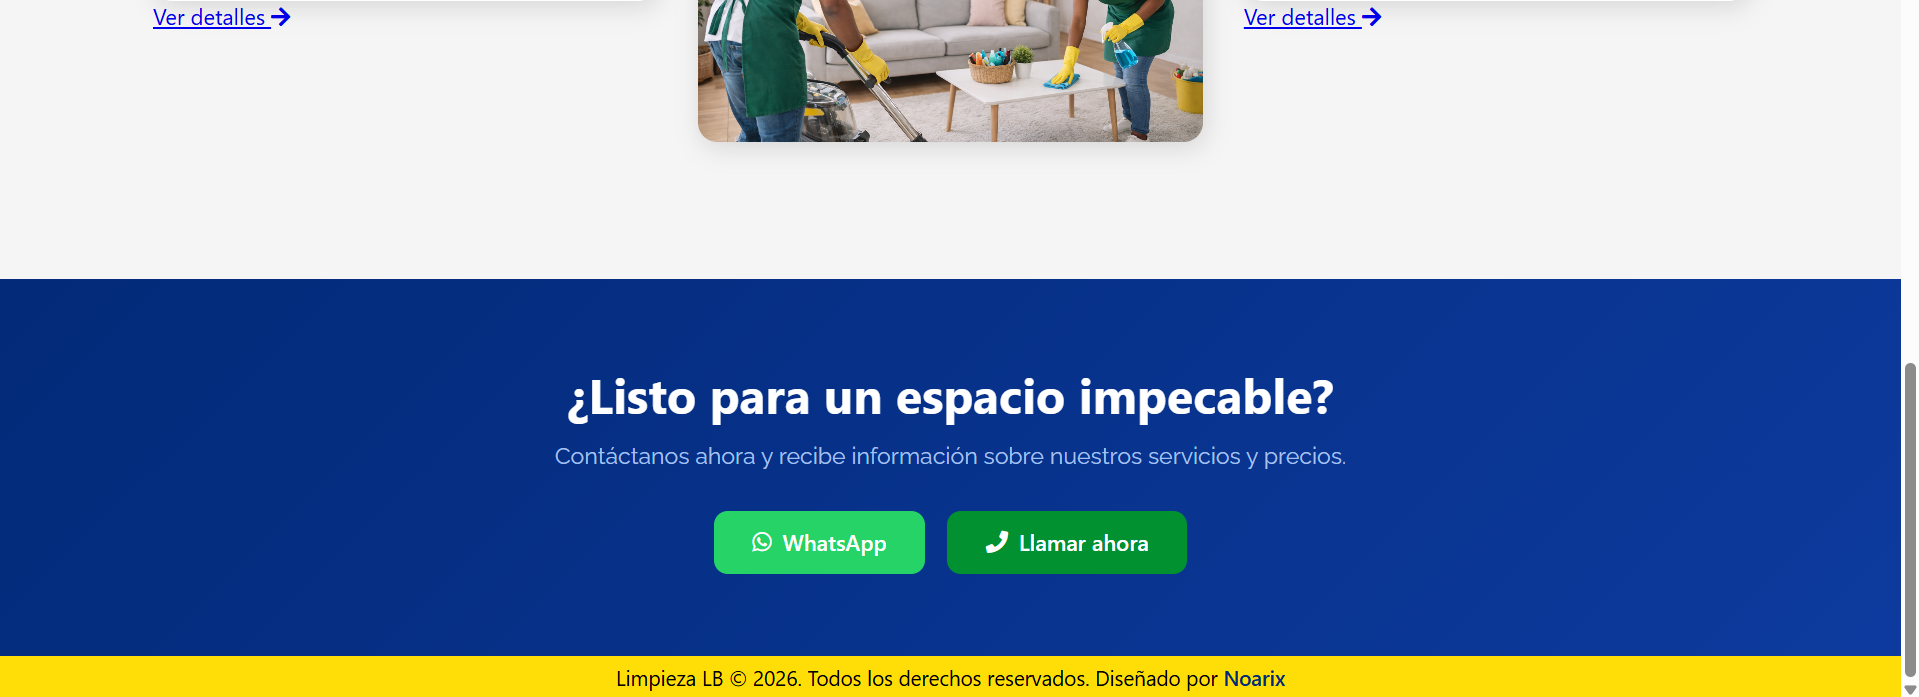 Ver detalles
Ver detalles
¿Listo para un espacio impecable?
Contáctanos ahora y recibe información sobre nuestros servicios y precios.
WhatsApp
Llamar ahora
Limpieza LB © 2026. Todos los derechos reservados. Diseñado por Noarix